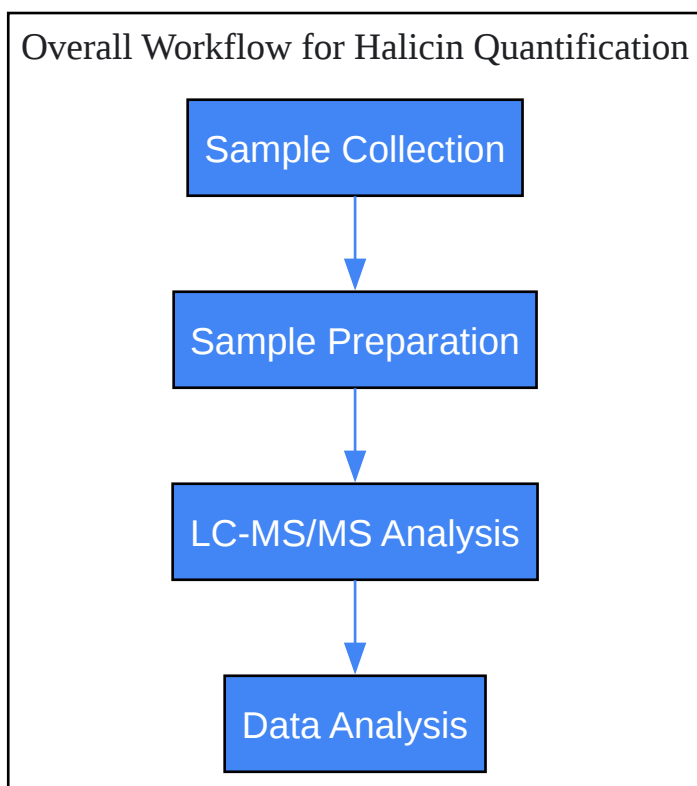 Overall Workflow for Halicin Quantification
Sample Collection
Sample Preparation
LC-MS/MS Analysis
Data Analysis